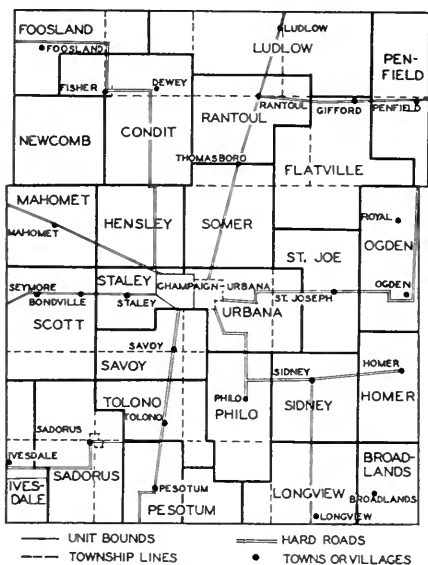 FOOSLAND
FOOSLAND
LUDLOW
LUDLOW
PEN-
FIELD
DEWEY
FISHER
RANTOUL
RANTOUL
GIFFORD
PENFIELD
NEWCOMB
CONDIT
THOMASBORO
FLATVILLE
MAHOMET
MAHOMET
HENSLEY
SOMER
ROYAL
OGDEN
ST. JOE
SEYMORE
BONDVILLE
STALEY
STALEY
CHAMPAIGN-URBANA
URBANA
ST. JOSEPH
OGDEN
SCOTT
SAVOY
SAVOY
SIDNEY
HOMER
TOLONO
TOLONO
PHILO
PHILO
SIDNEY
HOMER
SADORUS
IVESDALE
SADORUS
IVES-
DALE
PESOTUM
PESOTUM
BROAD-
LANDS
BROADLANDS
LONGVIEW
LONGVIEW
UNIT BOUNDS
HARD ROADS
TOWNSHIP LINES
TOWNS OR VILLAGES